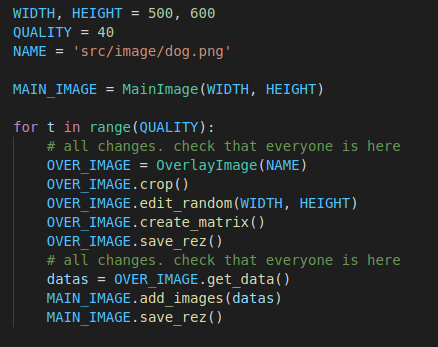 WIDTH, HEIGHT = 500, 600
QUALITY = 40
NAME = 'src/image/dog.png'

MAIN_IMAGE = MainImage(WIDTH, HEIGHT)

for t in range(QUALITY):
    # all changes. check that everyone is here
    OVER_IMAGE = OverlayImage(NAME)
    OVER_IMAGE.crop()
    OVER_IMAGE.edit_random(WIDTH, HEIGHT)
    OVER_IMAGE.create_matrix()
    OVER_IMAGE.save_rez()
    # all changes. check that everyone is here
    datas = OVER_IMAGE.get_data()
    MAIN_IMAGE.add_images(datas)
    MAIN_IMAGE.save_rez()